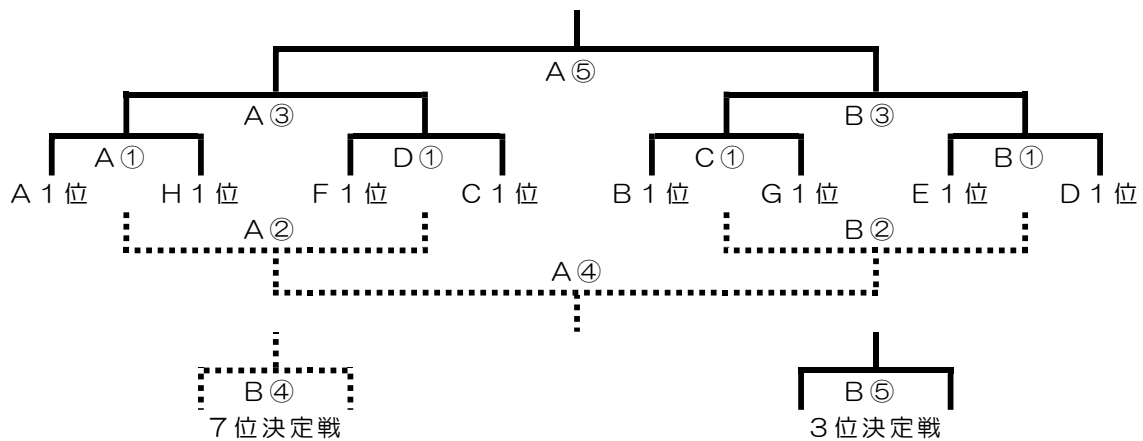 A⑤
A③ B③
A① D① C① B①
A1位 H1位 F1位 C1位 B1位 G1位 E1位 D1位
A② B②
A④
B④ B⑤
7位決定戦 3位決定戦